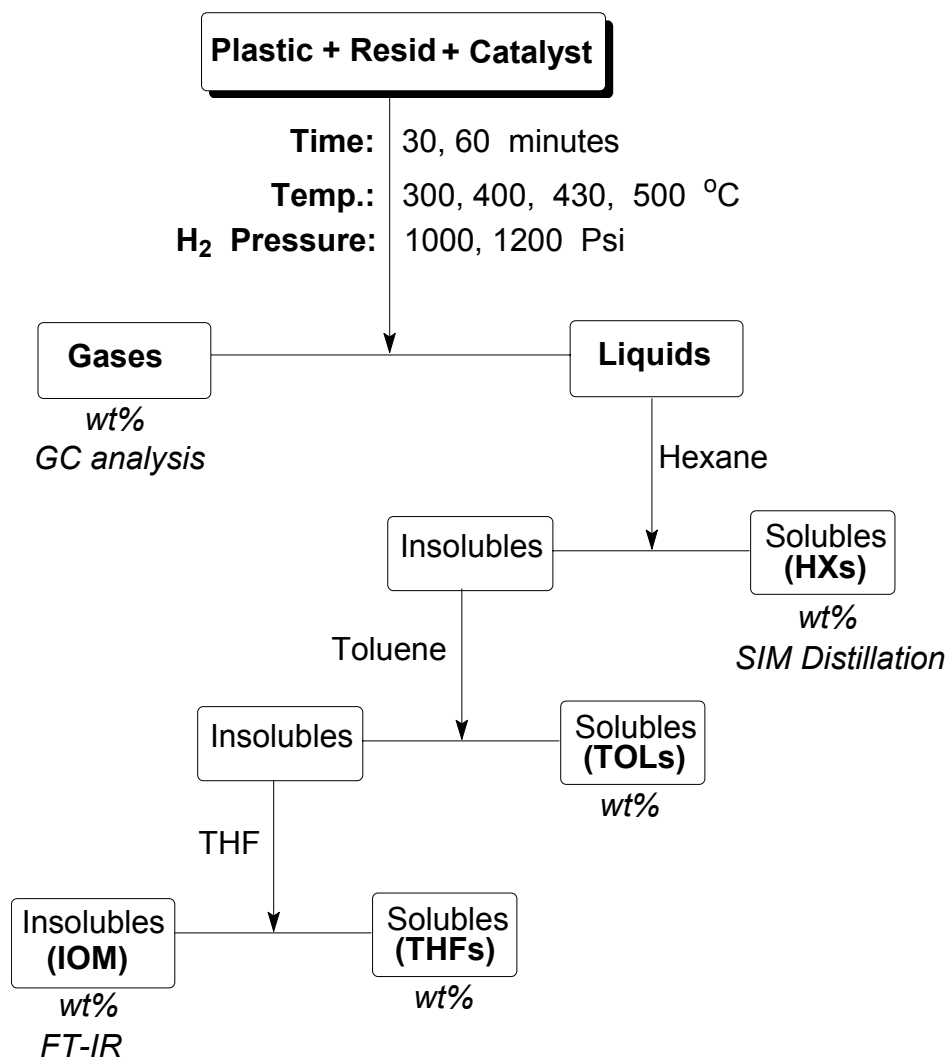 Plastic + Resid + Catalyst
Time: 30, 60 minutes
Temp.: 300, 400, 430, 500 °C
H₂ Pressure: 1000, 1200 Psi
Gases
Liquids
wt%
GC analysis
Hexane
Insolubles
Solubles
(HXs)
wt%
SIM Distillation
Toluene
Insolubles
Solubles
(TOLs)
wt%
THF
Insolubles
(IOM)
Solubles
(THFs)
wt%
FT-IR
wt%